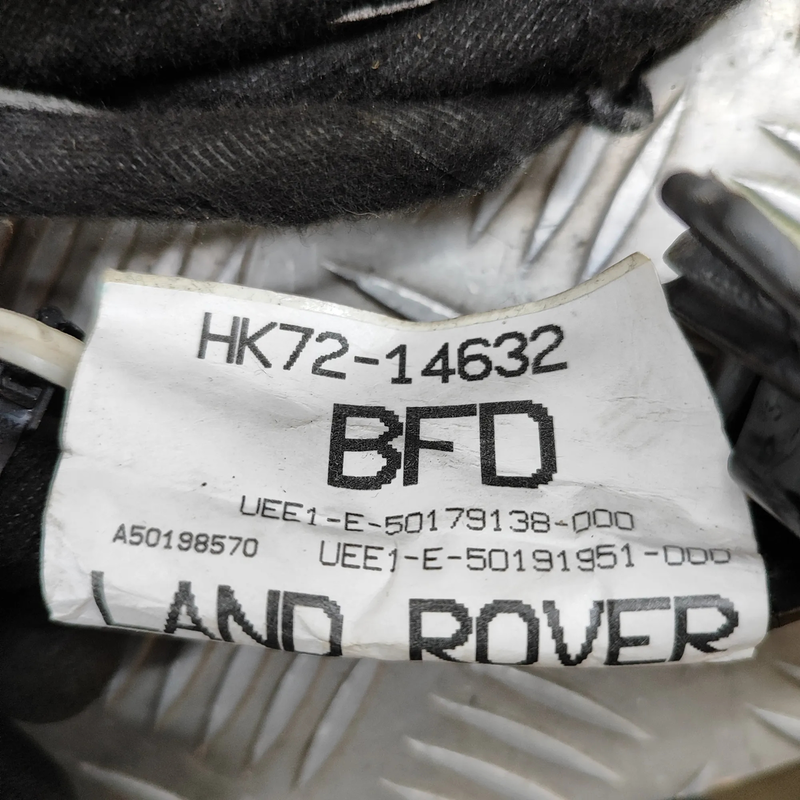 HK72-14632
BFD
UEE1-E-50179138-000
A50198570 UEE1-E-50191951-000
LAND ROVER